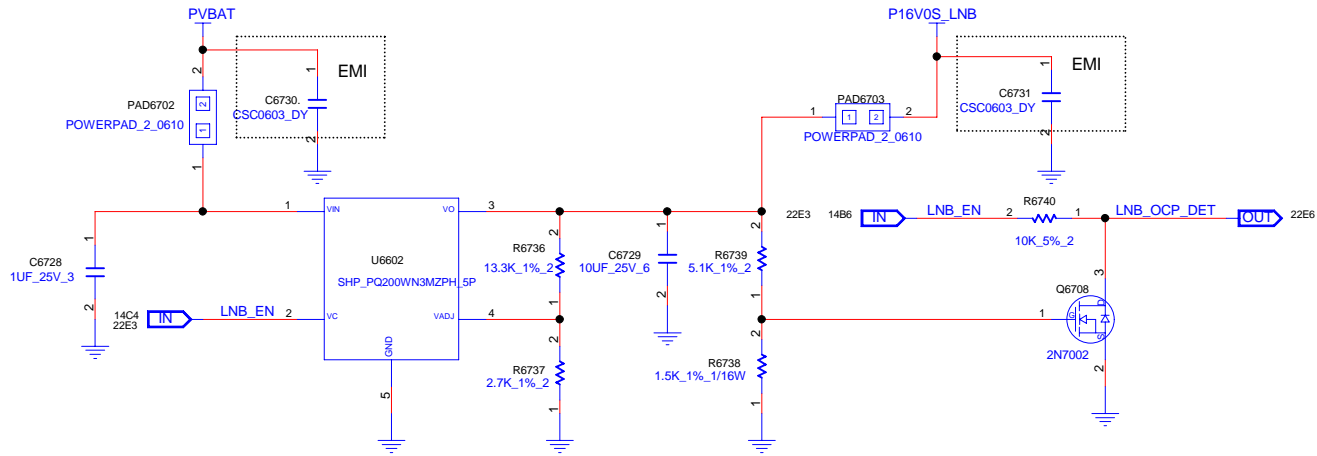 PVBAT
P16V0S_LNB
2
1
EMI
C6730.
CSC0603_DY
2
PAD6702
2
1
POWERPAD_2_0610
1
1
EMI
C6731
CSC0603_DY
2
PAD6703
1
1
2
2
POWERPAD_2_0610
1
C6728
1UF_25V_3
2
1
VIN
VO
3
U6602
SHP_PQ200WN3MZPH_5P
14C4
22E3
IN
LNB_EN
2
VC
VADJ
4
GND
5
2
R6736
13.3K_1%_2
1
2
R6737
2.7K_1%_2
1
1
C6729
10UF_25V_6
2
2
R6739
5.1K_1%_2
1
2
R6738
1.5K_1%_1/16W
1
22E3
14B6
IN
LNB_EN
2
R6740
1
10K_5%_2
LNB_OCP_DET
OUT
22E6
3
Q6708
1
G
D
S
2N7002
2